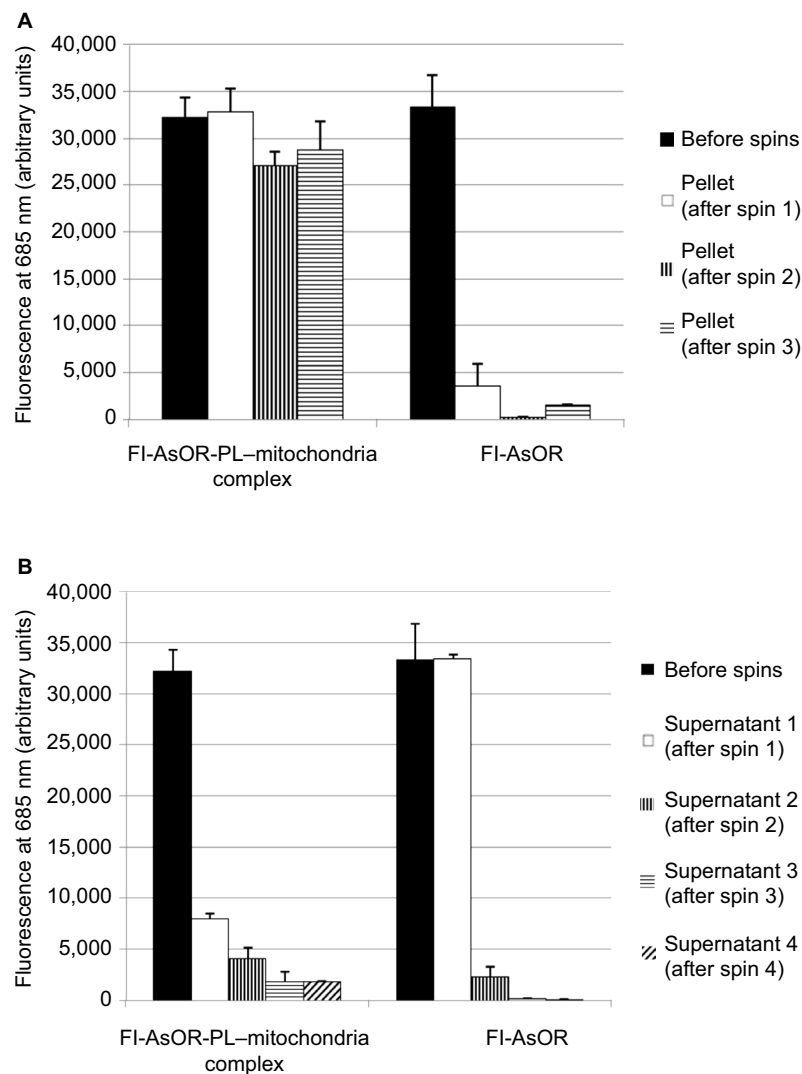 A
Fluorescence at 685 nm (arbitrary units)
40,000
35,000
30,000
25,000
20,000
15,000
10,000
5,000
0
FI-AsOR-PL–mitochondria
complex
FI-AsOR
Before spins
Pellet
(after spin 1)
Pellet
(after spin 2)
Pellet
(after spin 3)
B
Fluorescence at 685 nm (arbitrary units)
40,000
35,000
30,000
25,000
20,000
15,000
10,000
5,000
0
FI-AsOR-PL–mitochondria
complex
FI-AsOR
Before spins
Supernatant 1
(after spin 1)
Supernatant 2
(after spin 2)
Supernatant 3
(after spin 3)
Supernatant 4
(after spin 4)